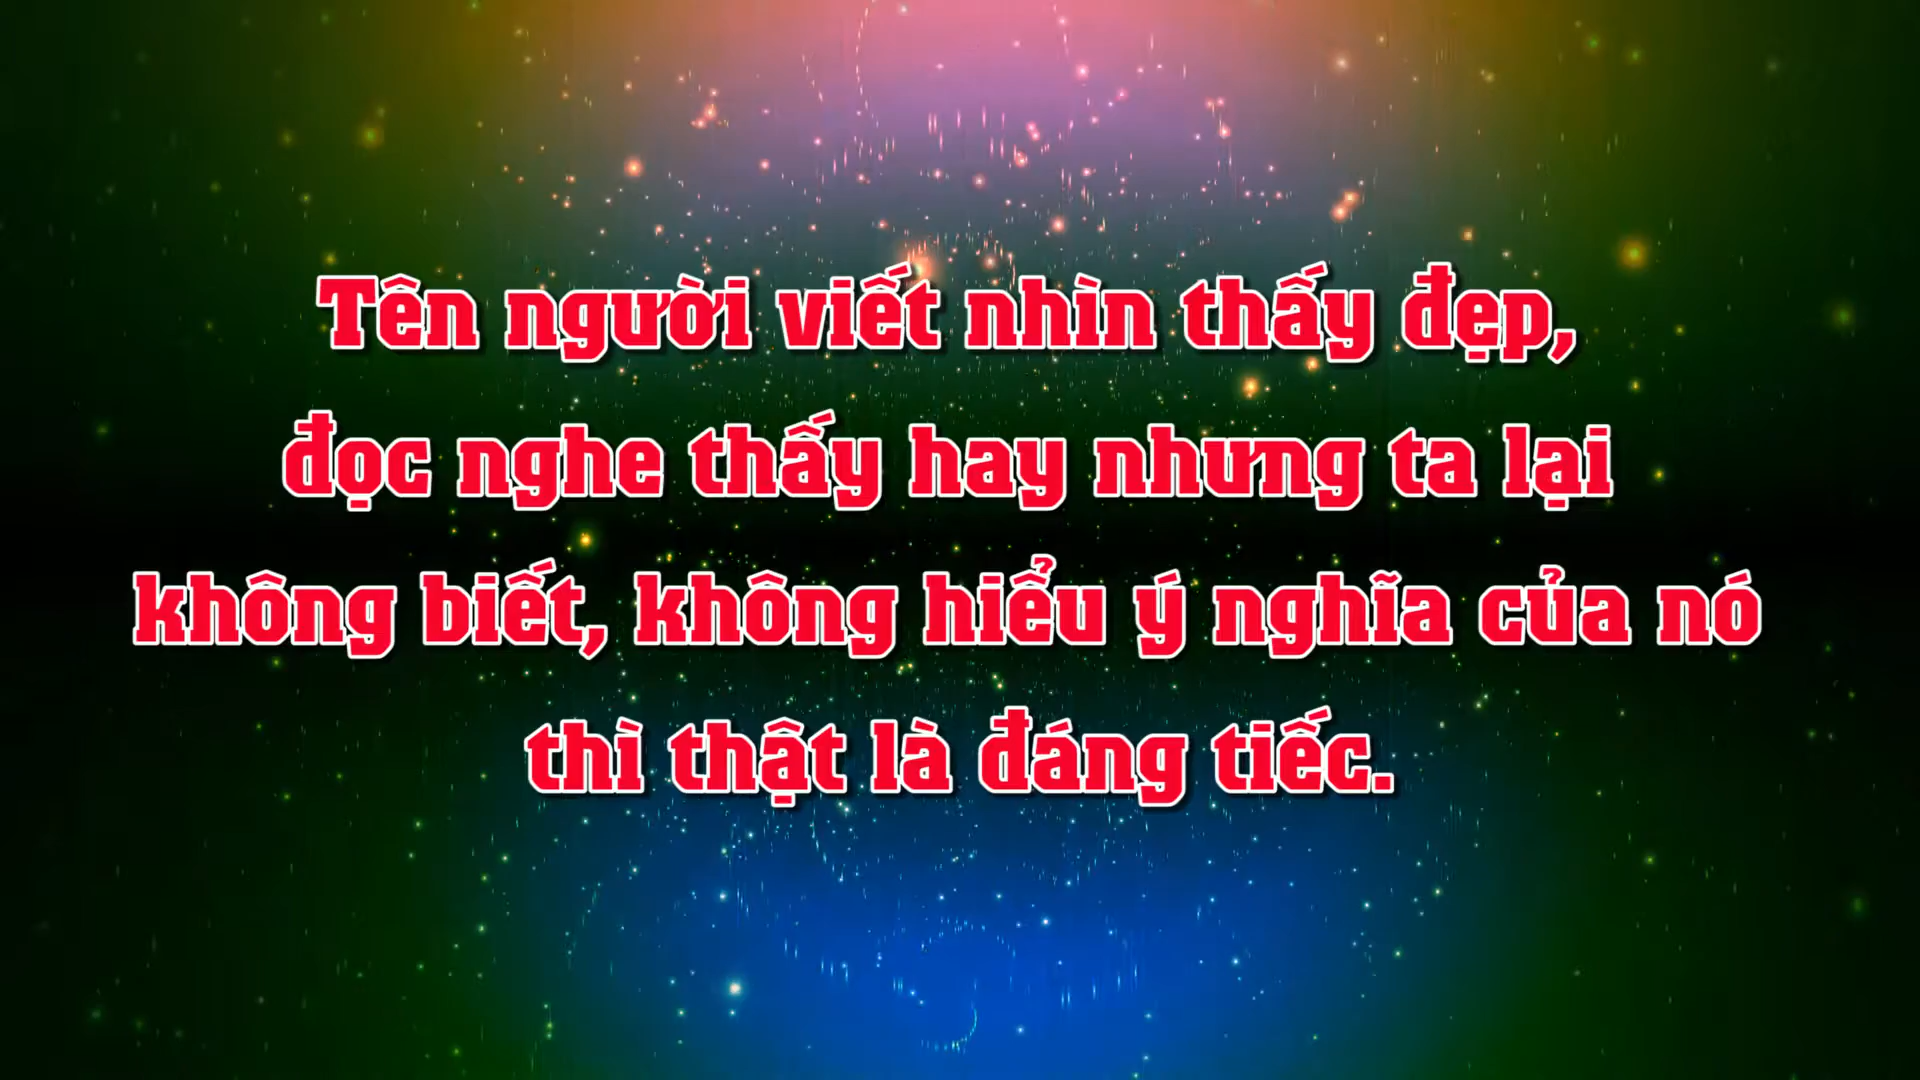 Tên người viết nhìn thấy đẹp,
đọc nghe thấy hay nhưng ta lại
không biết, không hiểu ý nghĩa của nó
thì thật là đáng tiếc.